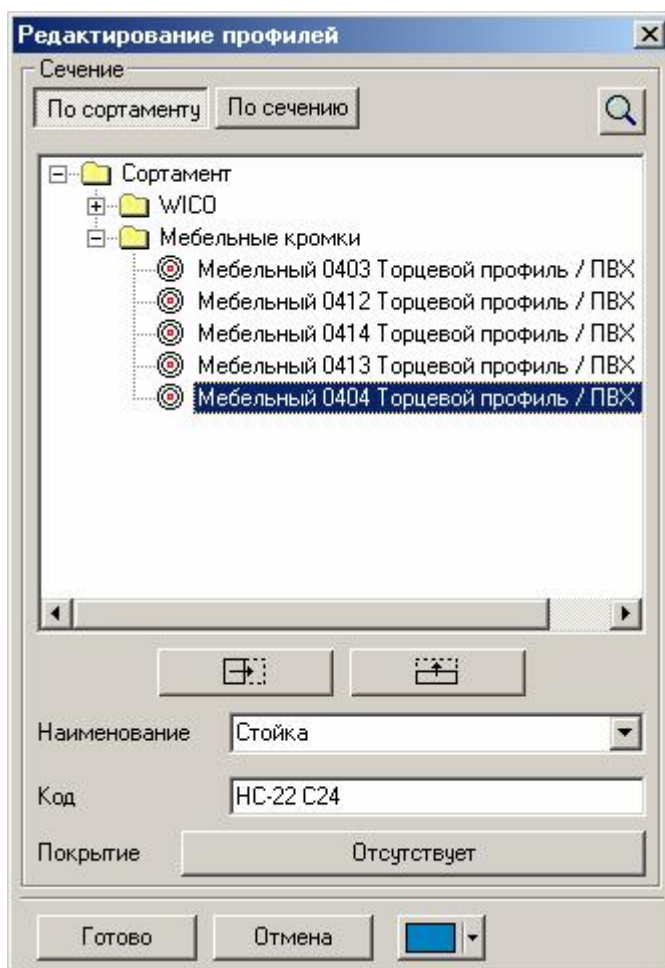 Редактирование профилей
Сечение
По сортаменту По сечению
Сортамент
WICO
Мебельные кромки
Мебельный 0403 Торцевой профиль / ПВХ
Мебельный 0412 Торцевой профиль / ПВХ
Мебельный 0414 Торцевой профиль / ПВХ
Мебельный 0413 Торцевой профиль / ПВХ
Мебельный 0404 Торцевой профиль / ПВХ
Наименование Стойка
Код НС-22 С24
Покрытие Отсутствует
Готово Отмена